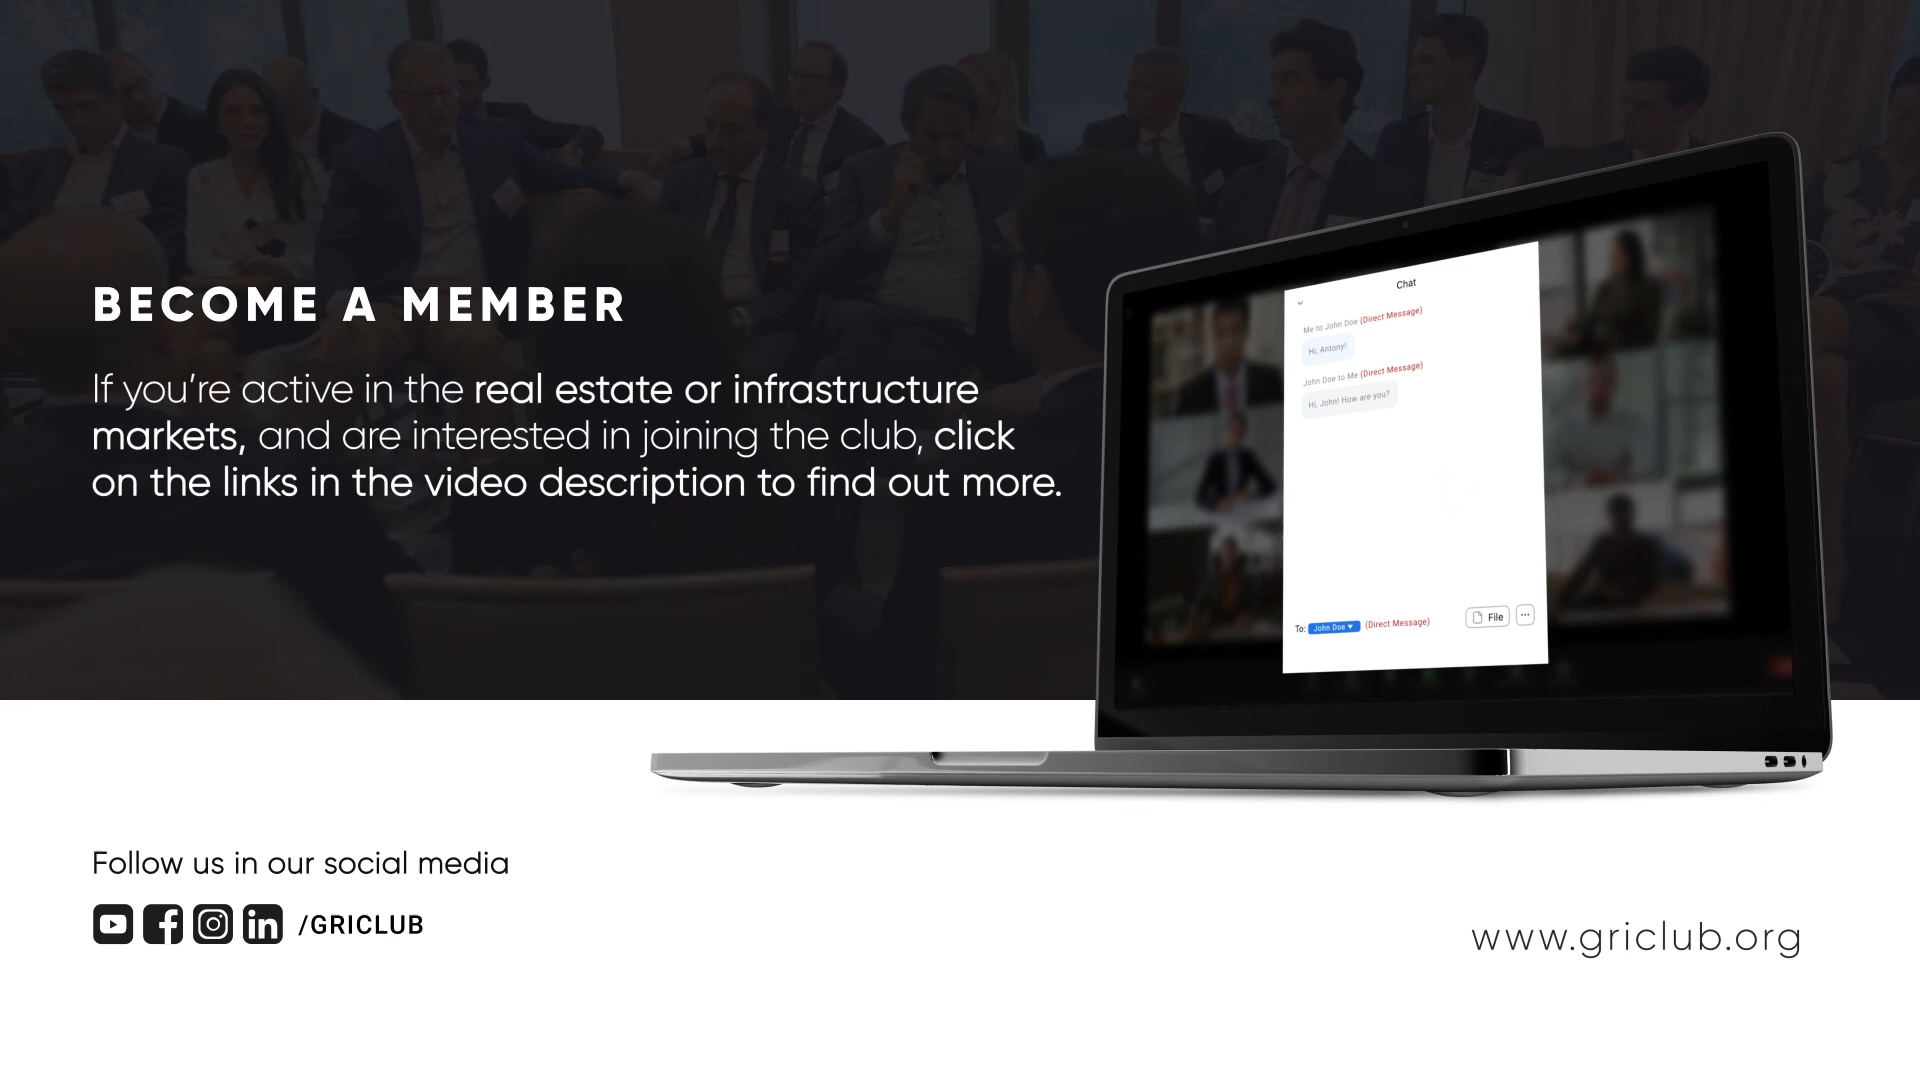 BECOME A MEMBER
If you're active in the real estate or infrastructure
markets, and are interested in joining the club, click
on the links in the video description to find out more.
Chat
Me to John Doe (Direct Message)
Hi, Antony!
John Doe to Me (Direct Message)
Hi, John! How are you?
To: John Doe (Direct Message)
File
Follow us in our social media
/GRICLUB
www.griclub.org